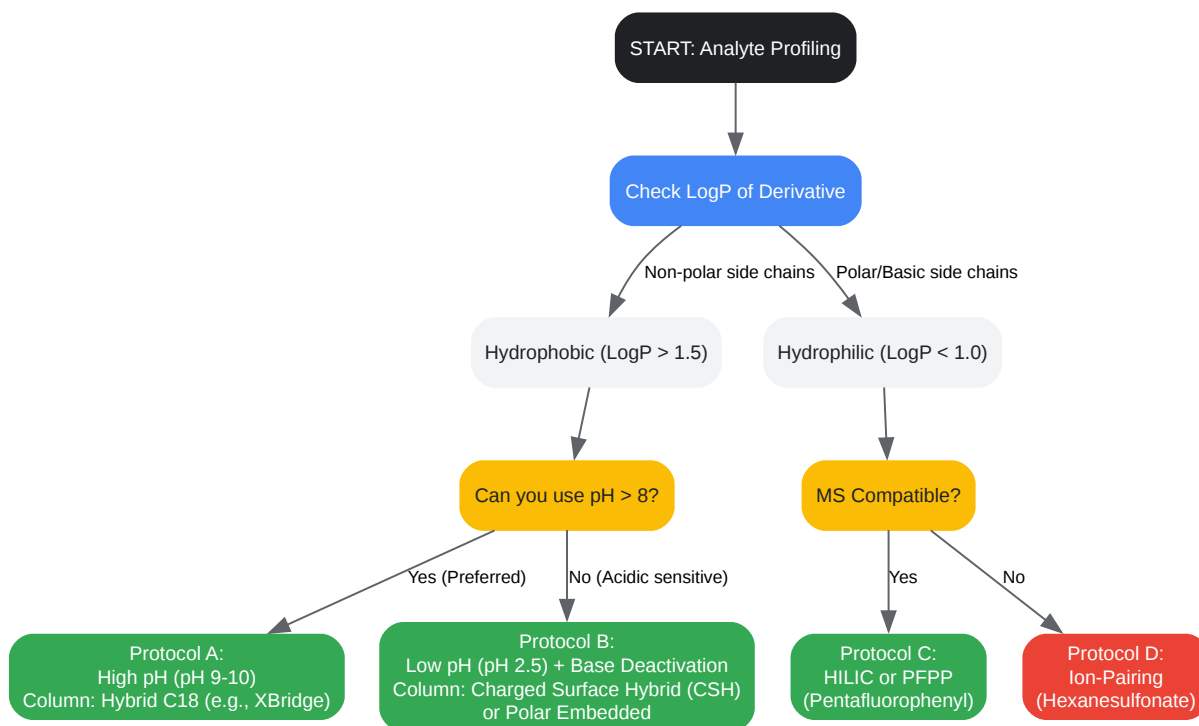 START: Analyte Profiling
Check LogP of Derivative
Non-polar side chains
Polar/Basic side chains
Hydrophobic (LogP > 1.5)
Hydrophilic (LogP < 1.0)
Can you use pH > 8?
MS Compatible?
Yes (Preferred)
No (Acidic sensitive)
Yes
No
Protocol A:
High pH (pH 9-10)
Column: Hybrid C18 (e.g., XBridge)
Protocol B:
Low pH (pH 2.5) + Base Deactivation
Column: Charged Surface Hybrid (CSH)
or Polar Embedded
Protocol C:
HILIC or PFPP
(Pentafluorophenyl)
Protocol D:
Ion-Pairing
(Hexanesulfonate)